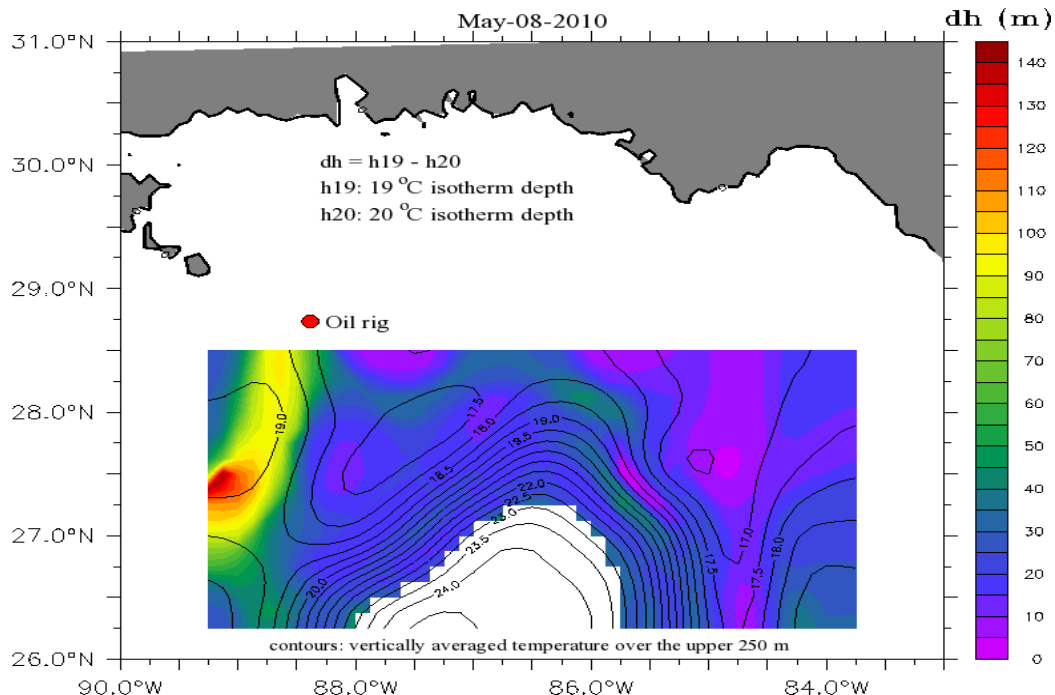 May-08-2010
dh (m)
31.0°N
30.0°N
29.0°N
28.0°N
27.0°N
26.0°N
90.0°W
88.0°W
86.0°W
84.0°W
dh = h19 - h20
h19: 19 °C isotherm depth
h20: 20 °C isotherm depth
Oil rig
19.0
17.5
18.0
19.0
19.5
18.5
22.0
22.5
23.0
23.5
24.0
20.0
17.0
17.5
17.5
18.0
contours: vertically averaged temperature over the upper 250 m
140
130
120
110
100
90
80
70
60
50
40
30
20
10
0